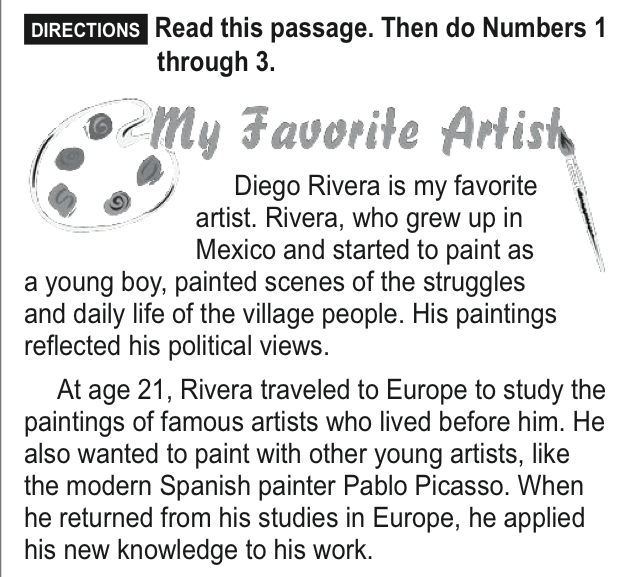 DIRECTIONS Read this passage. Then do Numbers 1
through 3.
My Favorite Artist
Diego Rivera is my favorite
artist. Rivera, who grew up in
Mexico and started to paint as
a young boy, painted scenes of the struggles
and daily life of the village people. His paintings
reflected his political views.
At age 21, Rivera traveled to Europe to study the
paintings of famous artists who lived before him. He
also wanted to paint with other young artists, like
the modern Spanish painter Pablo Picasso. When
he returned from his studies in Europe, he applied
his new knowledge to his work.